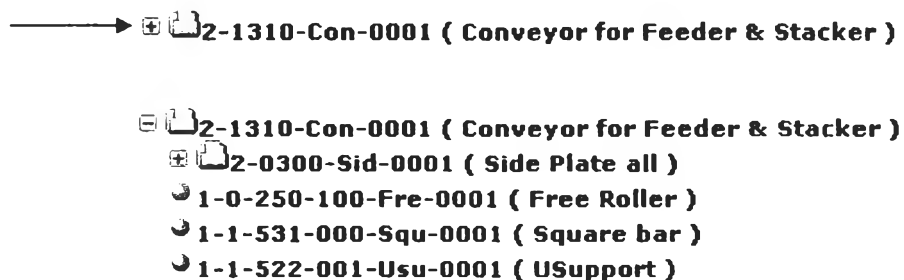 2-1310-Con-0001 ( Conveyor for Feeder & Stacker )
2-1310-Con-0001 ( Conveyor for Feeder & Stacker )
2-0300-Sid-0001 ( Side Plate all )
1-0-250-100-Fre-0001 ( Free Roller )
1-1-531-000-Squ-0001 ( Square bar )
1-1-522-001-Usu-0001 ( USupport )